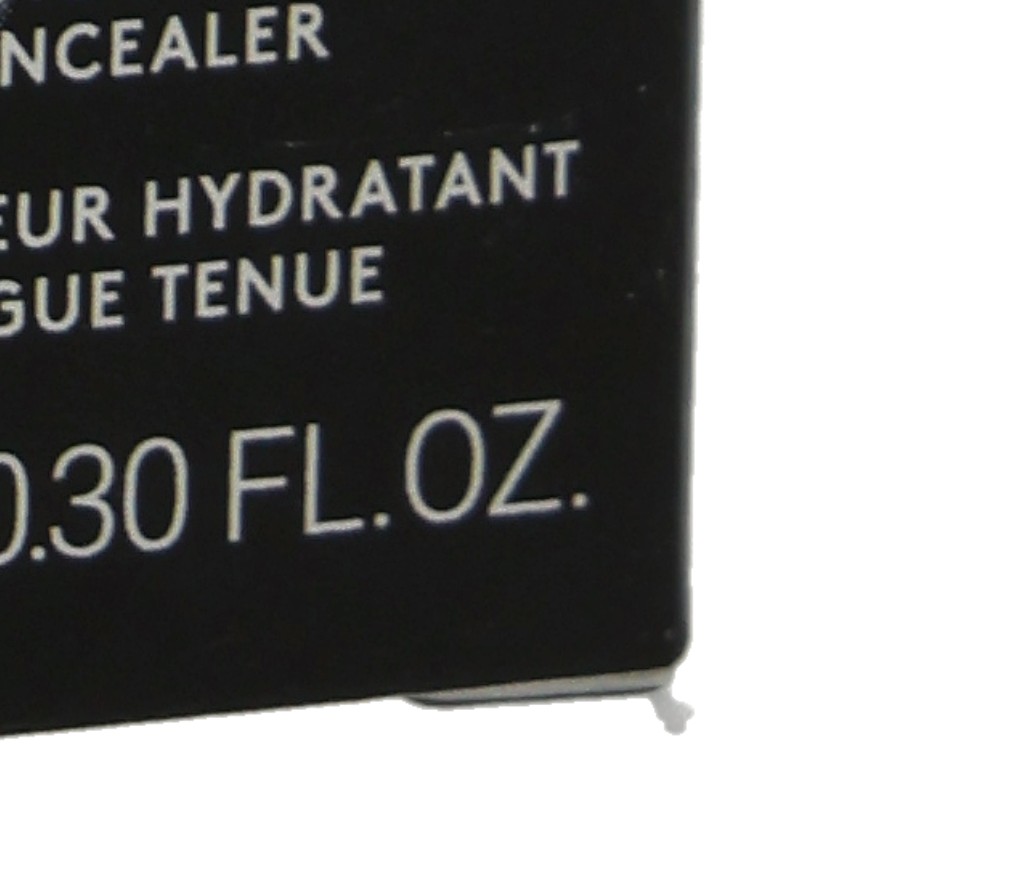 NCEALER
EUR HYDRATANT
GUE TENUE
0.30 FL.OZ.